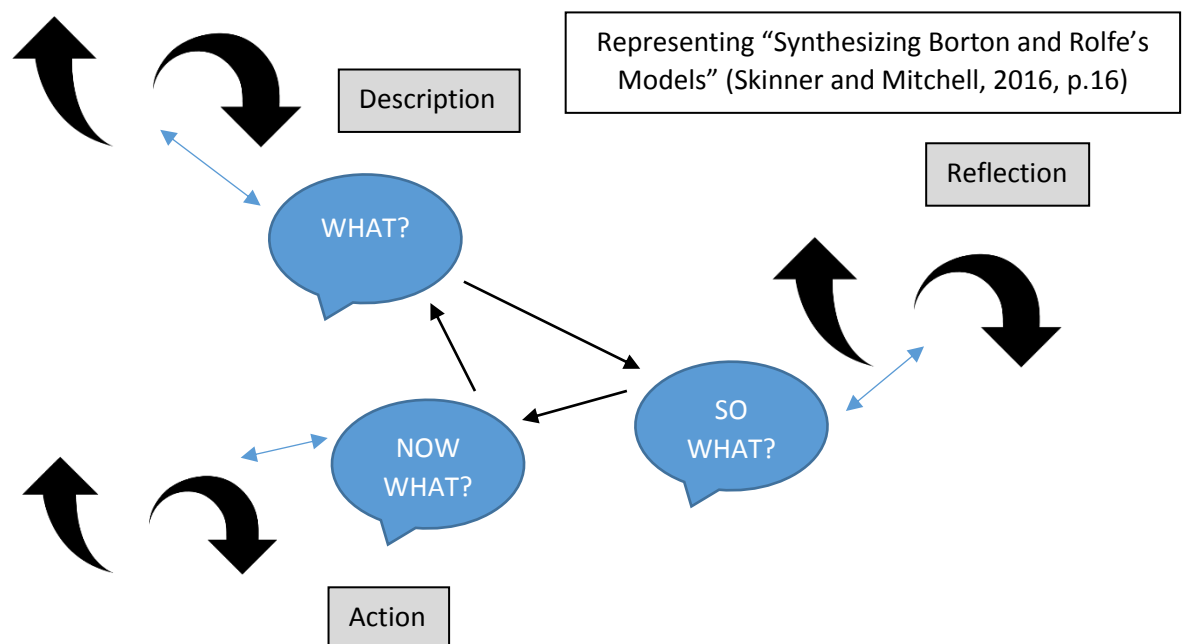 Representing “Synthesizing Borton and Rolfe’s
Models” (Skinner and Mitchell, 2016, p.16)
Description
WHAT?
Reflection
SO
WHAT?
NOW
WHAT?
Action